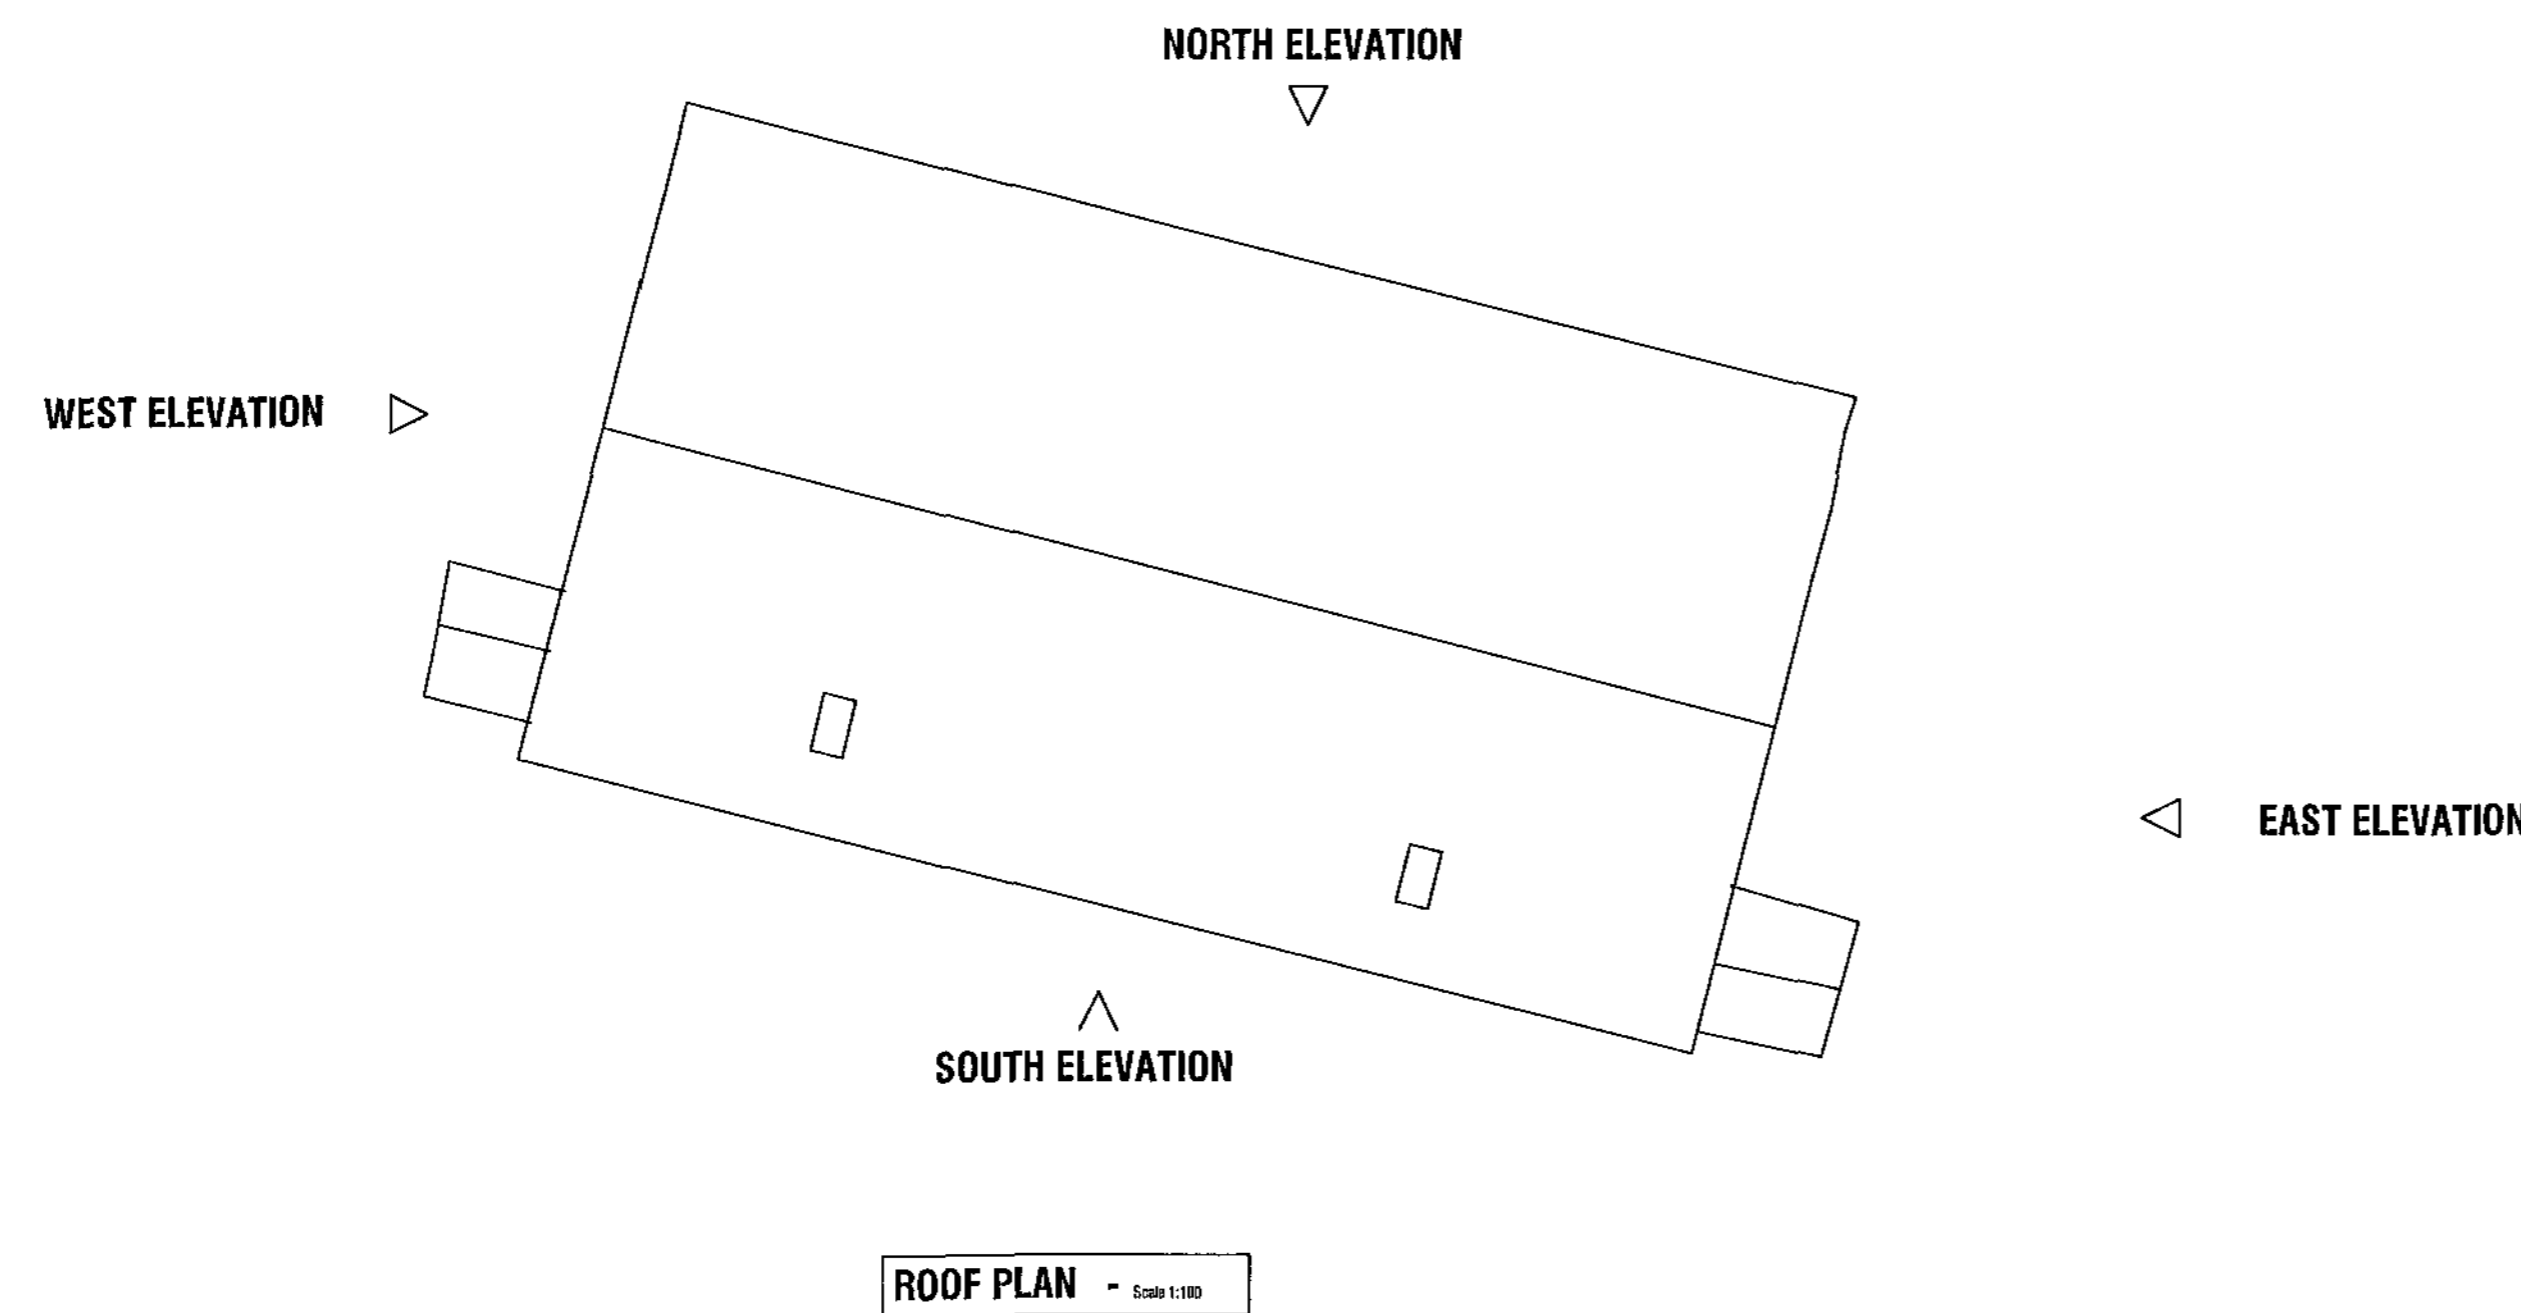 NORTH ELEVATION
WEST ELEVATION
EAST ELEVATION
SOUTH ELEVATION
ROOF PLAN - Scale 1:100